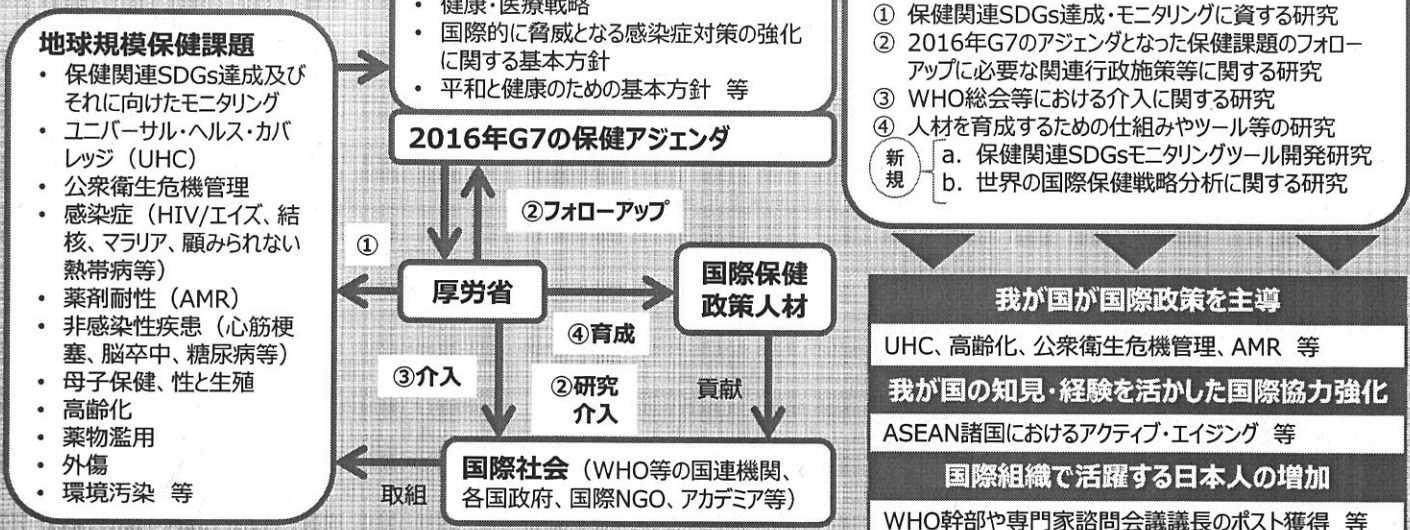 地球規模保健課題
• 保健関連SDGs達成及び
それに向けたモニタリング
• ユニバーサル・ヘルス・カバ
レッジ（UHC）
• 公衆衛生危機管理
• 感染症（HIV/エイズ、結
核、マラリア、顧みられない
熱帯病等）
• 薬剤耐性（AMR）
• 非感染性疾患（心筋梗
塞、脳卒中、糖尿病等）
• 母子保健、性と生殖
• 高齢化
• 薬物濫用
• 外傷
• 環境汚染 等
• 健康・医療戦略
• 国際的に脅威となる感染症対策の強化
に関する基本方針
• 平和と健康のための基本方針 等
2016年G7の保健アジェンダ
②フォローアップ
①
厚労省
国際保健
政策人材
④育成
③介入
②研究
介入
貢献
取組
国際社会（WHO等の国連機関、
各国政府、国際NGO、アカデミア等）
① 保健関連SDGs達成・モニタリングに資する研究
② 2016年G7のアジェンダとなった保健課題のフォロー
アップに必要な関連行政施策等に関する研究
③ WHO総会等における介入に関する研究
④ 人材を育成するための仕組みやツール等の研究
新規
a. 保健関連SDGsモニタリングツール開発研究
b. 世界の国際保健戦略分析に関する研究
我が国が国際政策を主導
UHC、高齢化、公衆衛生危機管理、AMR 等
我が国の知見・経験を活かした国際協力強化
ASEAN諸国におけるアクティブ・エイジング 等
国際組織で活躍する日本人の増加
WHO幹部や専門家諮問会議議長のポスト獲得 等